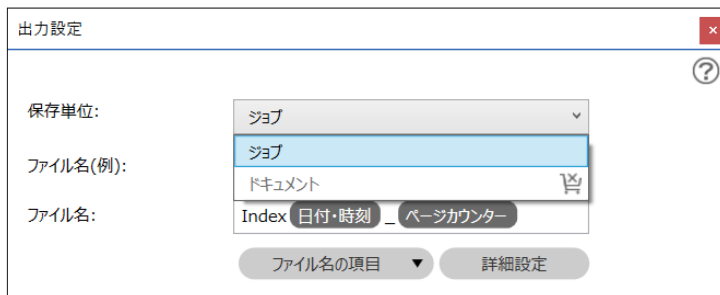 出力設定
保存単位:
ジョブ
ジョブ
ファイル名(例):
ドキュメント
ファイル名:
Index 日付・時刻 _ ページカウンター
ファイル名の項目 ▼
詳細設定